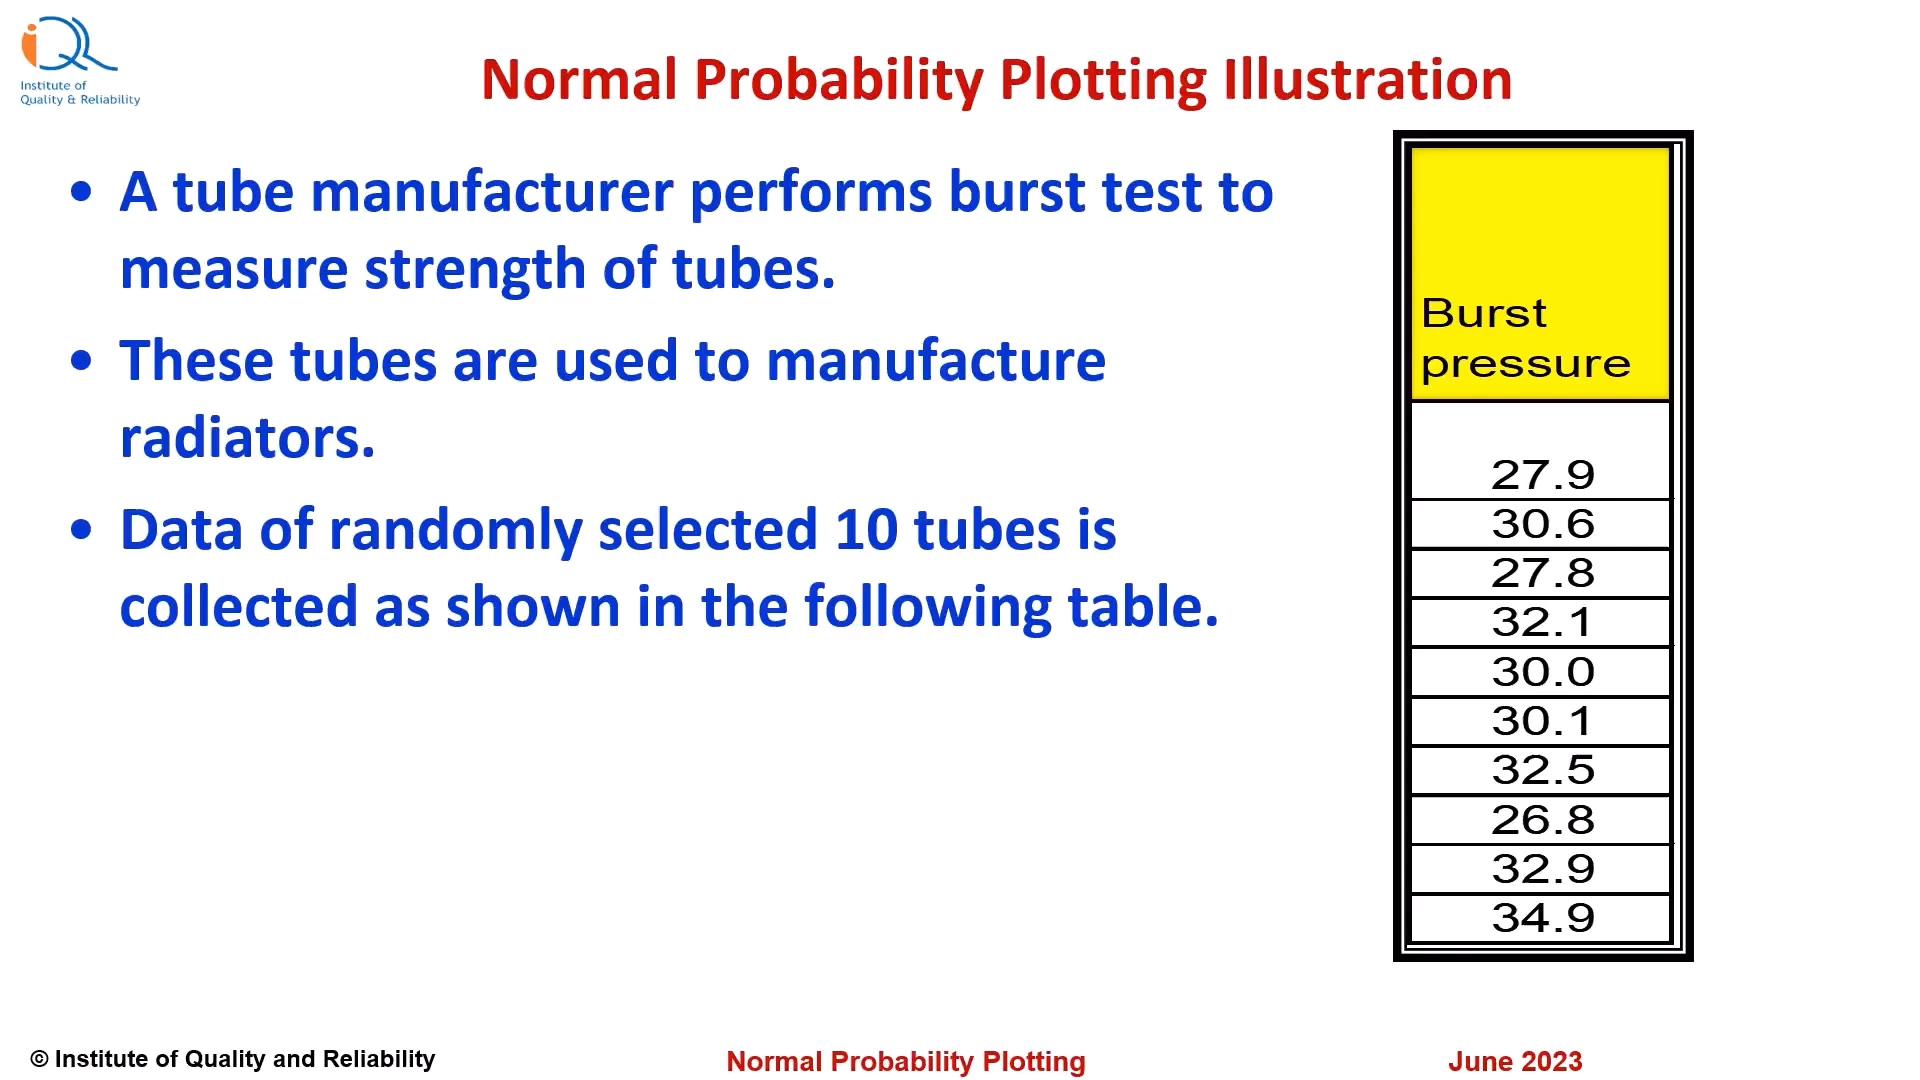 iQR
Institute of
Quality & Reliability
Normal Probability Plotting Illustration
• A tube manufacturer performs burst test to
measure strength of tubes.
• These tubes are used to manufacture
radiators.
• Data of randomly selected 10 tubes is
collected as shown in the following table.
Burst
pressure
27.9
30.6
27.8
32.1
30.0
30.1
32.5
26.8
32.9
34.9
© Institute of Quality and Reliability
Normal Probability Plotting
June 2023